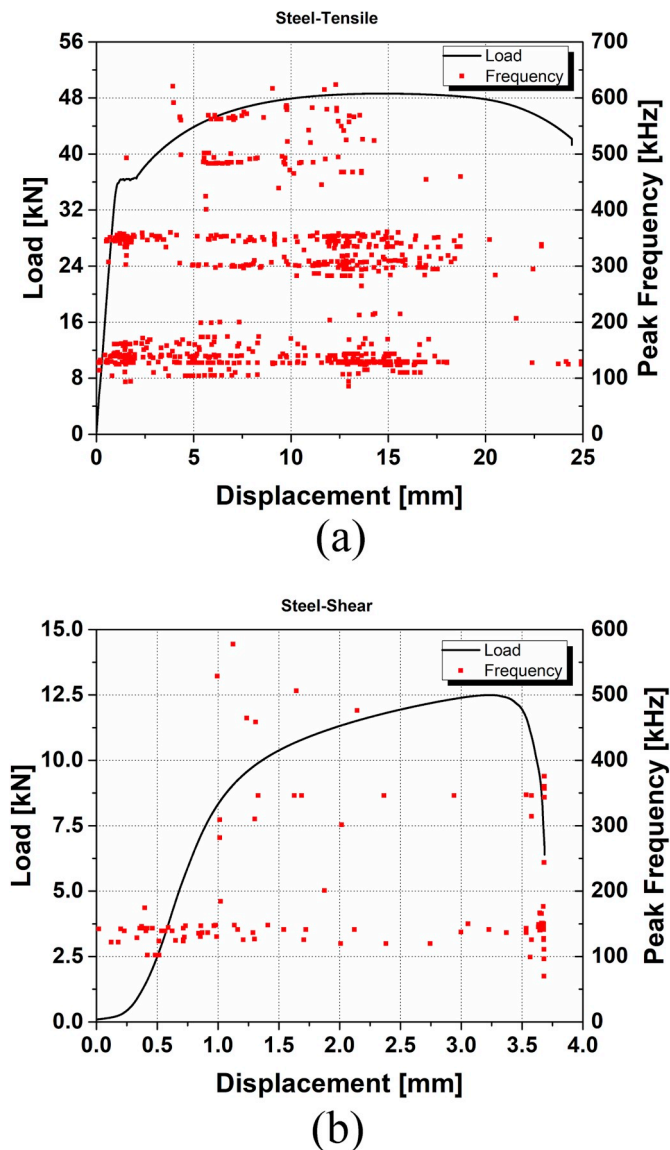 Steel-Tensile
56
48
40
32
24
16
8
0
Load [kN]
Load
Frequency
700
600
500
400
300
200
100
0
Peak Frequency [kHz]
0 5 10 15 20 25
Displacement [mm]
(a)
Steel-Shear
15.0
12.5
10.0
7.5
5.0
2.5
0.0
Load [kN]
Load
Frequency
600
500
400
300
200
100
0
Peak Frequency [kHz]
0.0 0.5 1.0 1.5 2.0 2.5 3.0 3.5 4.0
Displacement [mm]
(b)